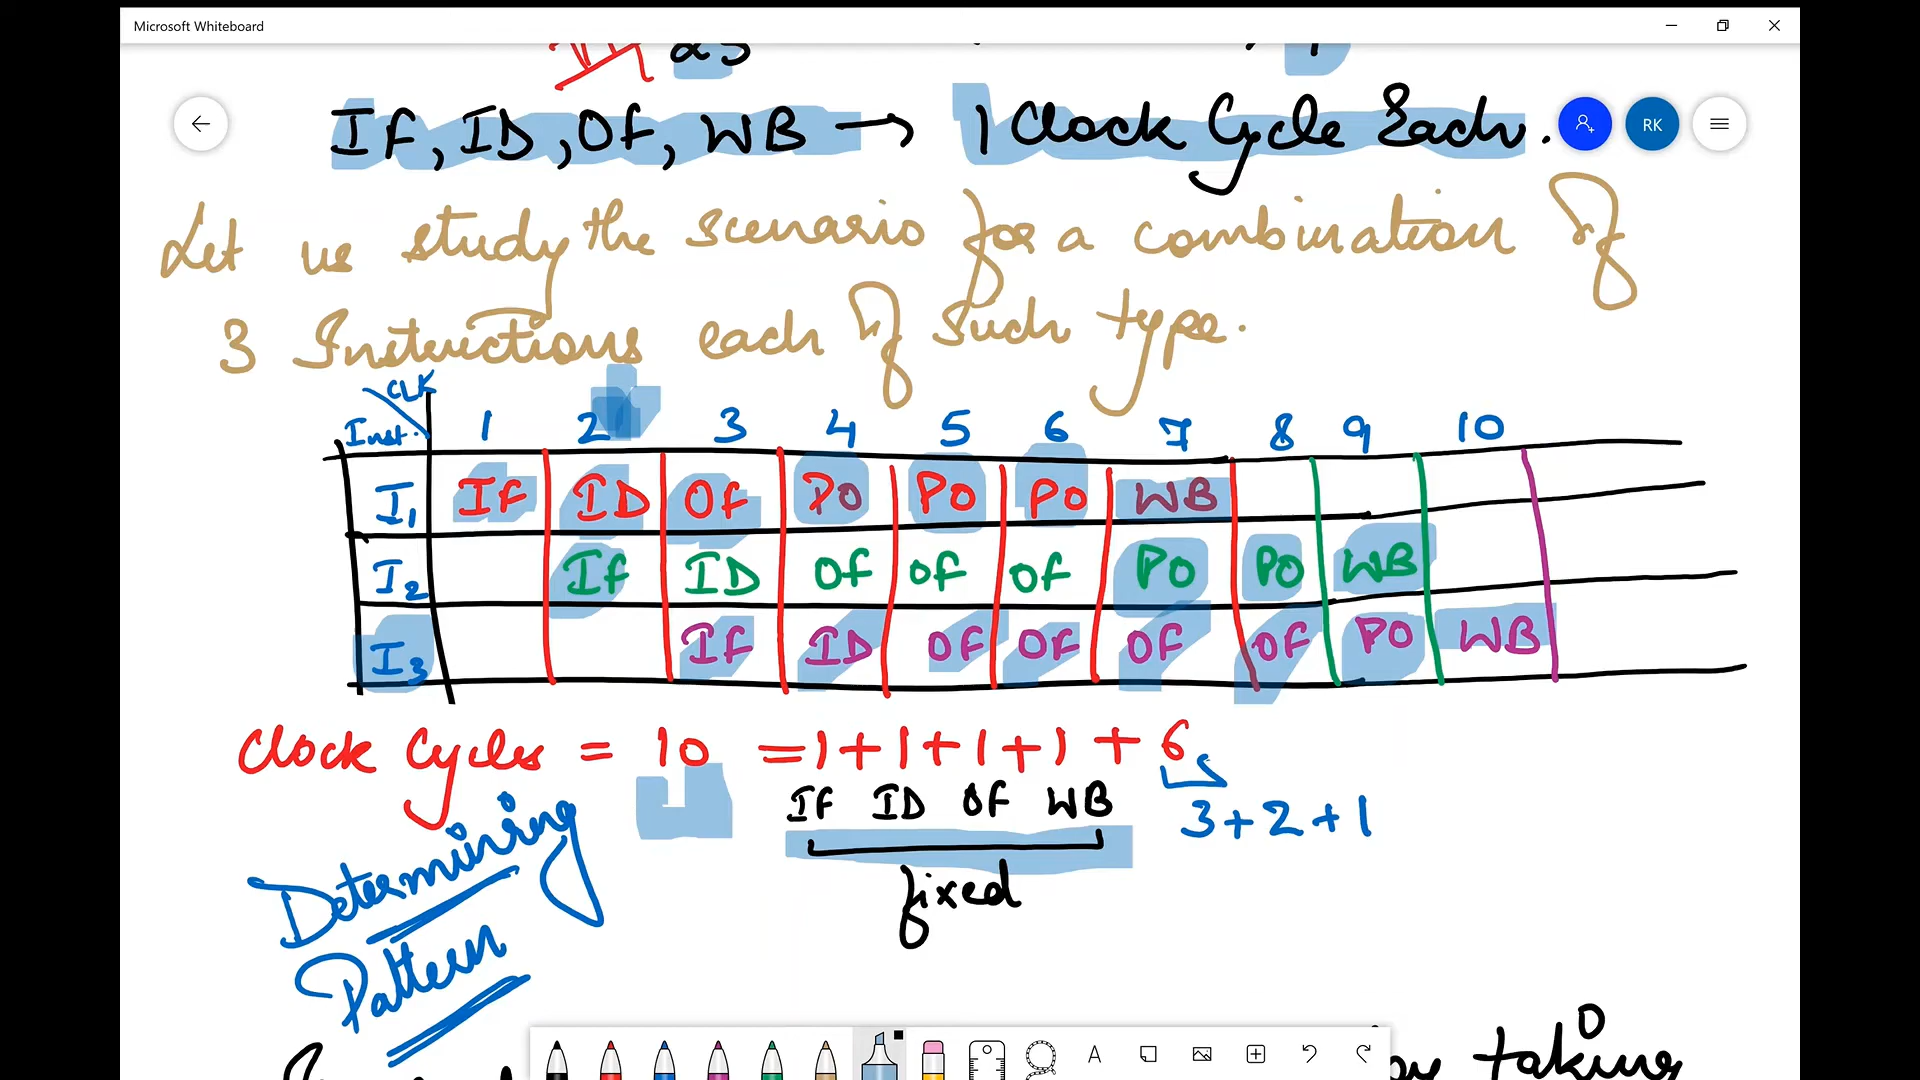 Microsoft Whiteboard
IF, ID, OF, WB → 1 Clock Cycle Each.
RK
Let us study the scenario for a combination of
3 Instructions each of such type.
CLK
Inst. 1 2 3 4 5 6 7 8 9 10
I1 IF ID OF PO PO PO WB
I2 IF ID OF OF OF PO PO WB
I3 IF ID OF OF OF OF PO WB
Clock Cycles = 10 = 1 + 1 + 1 + 1 + 6
IF ID OF WB 3 + 2 + 1
fixed
Determining
Pattern
taking